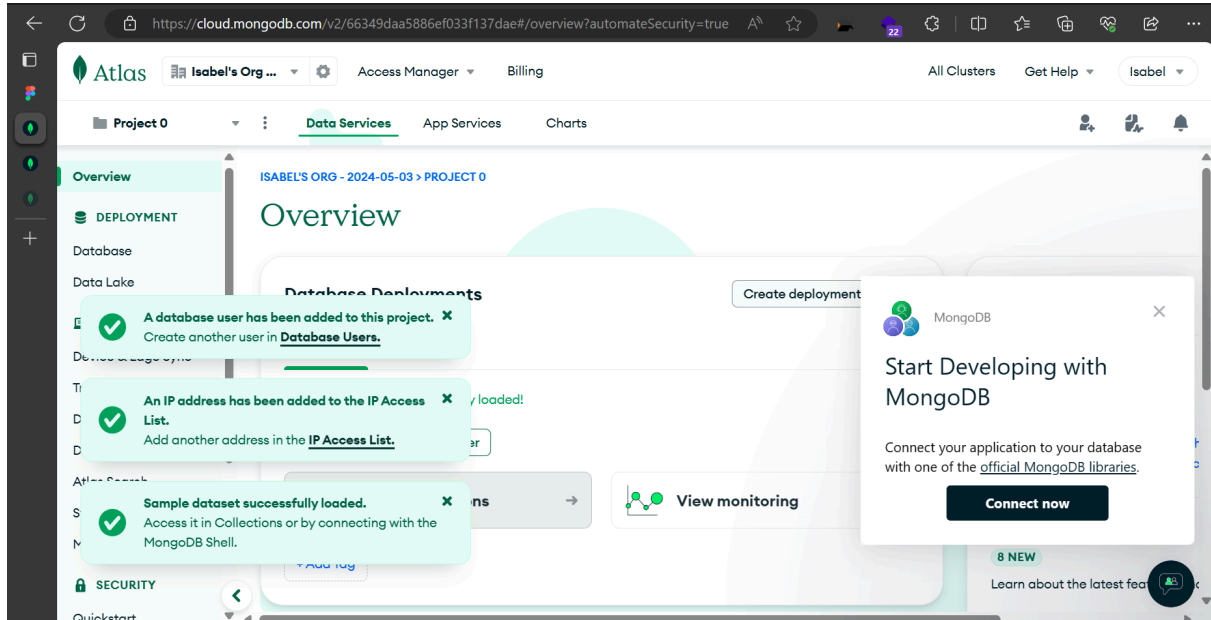 https://cloud.mongodb.com/v2/66349daa5886ef033f137dae#/overview?automateSecurity=true
22
Atlas
Isabel's Org ...
Access Manager
Billing
All Clusters
Get Help
Isabel
Project 0
Data Services
App Services
Charts
Overview
DEPLOYMENT
Database
Data Lake
ISABEL'S ORG - 2024-05-03 > PROJECT 0
Overview
Database Deployments
Create deployment
A database user has been added to this project.
Create another user in Database Users.
An IP address has been added to the IP Access
List.
Add another address in the IP Access List.
Sample dataset successfully loaded.
Access it in Collections or by connecting with the
MongoDB Shell.
loaded!
View monitoring
+ Add Tag
Atlas Search
SECURITY
Quickstart
MongoDB
Start Developing with
MongoDB
Connect your application to your database
with one of the official MongoDB libraries.
Connect now
8 NEW
Learn about the latest feat